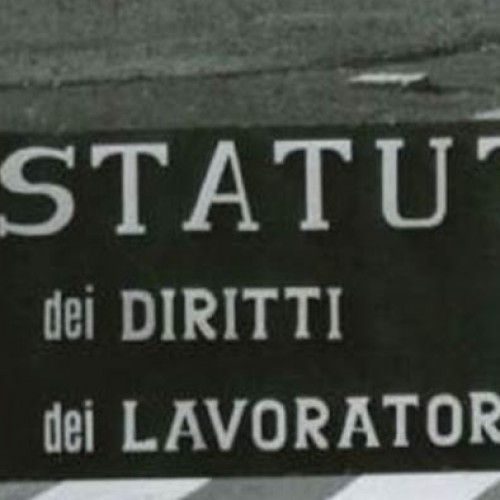 STATUT
dei DIRITTI
dei LAVORATOR